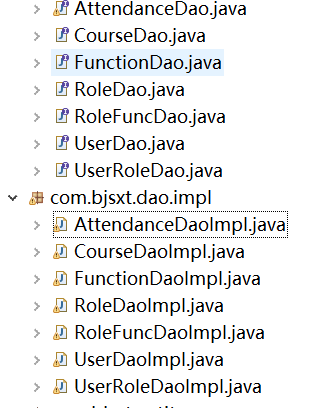 AttendanceDao.java
CourseDao.java
FunctionDao.java
RoleDao.java
RoleFuncDao.java
UserDao.java
UserRoleDao.java
com.bjsxt.dao.impl
AttendanceDaoImpl.java
CourseDaoImpl.java
FunctionDaoImpl.java
RoleDaoImpl.java
RoleFuncDaoImpl.java
UserDaoImpl.java
UserRoleDaoImpl.java